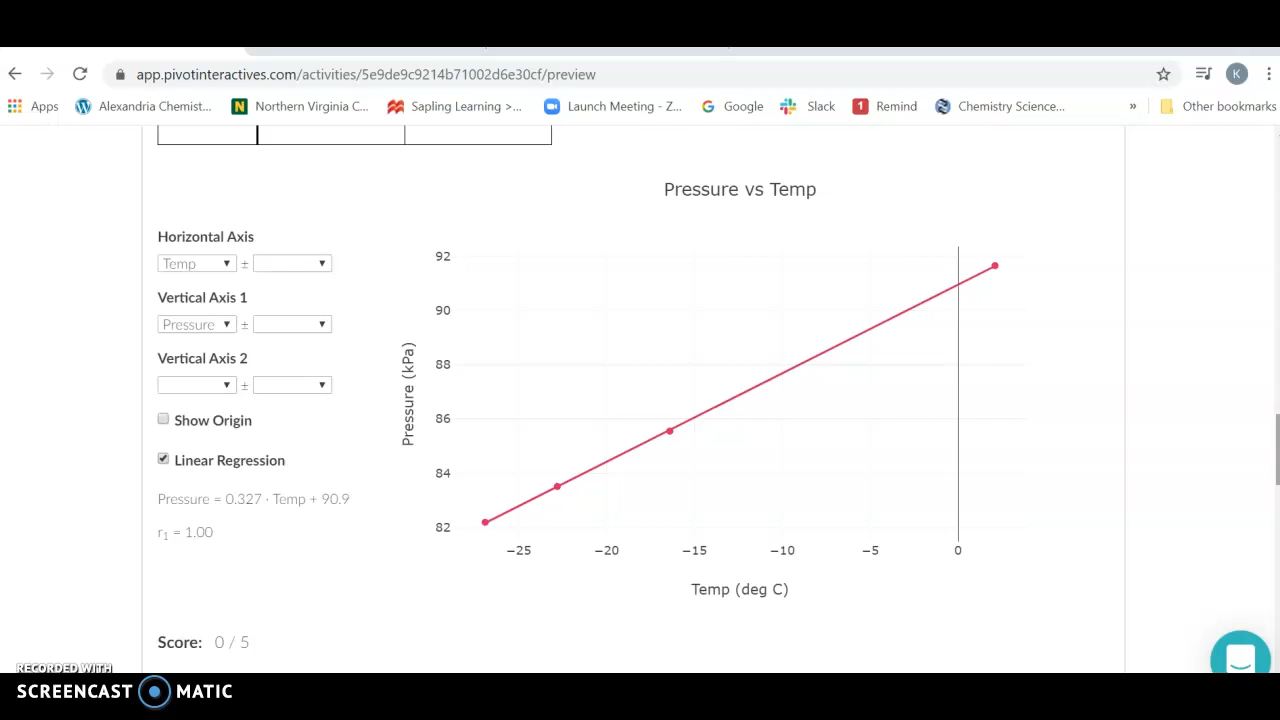 app.pivotinteractives.com/activities/5e9de9c9214b71002d6e30cf/preview
K
Apps Alexandria Chemist... Northern Virginia C... Sapling Learning >... Launch Meeting - Z... Google Slack 1 Remind Chemistry Science... » Other bookmarks
Pressure vs Temp
Horizontal Axis
Temp ±
Vertical Axis 1
Pressure ±
Vertical Axis 2
±
Show Origin
Linear Regression
Pressure = 0.327 · Temp + 90.9
r1 = 1.00
92
90
88
86
84
82
Pressure (kPa)
−25 −20 −15 −10 −5 0
Temp (deg C)
Score: 0 / 5
RECORDED WITH
SCREENCAST MATIC